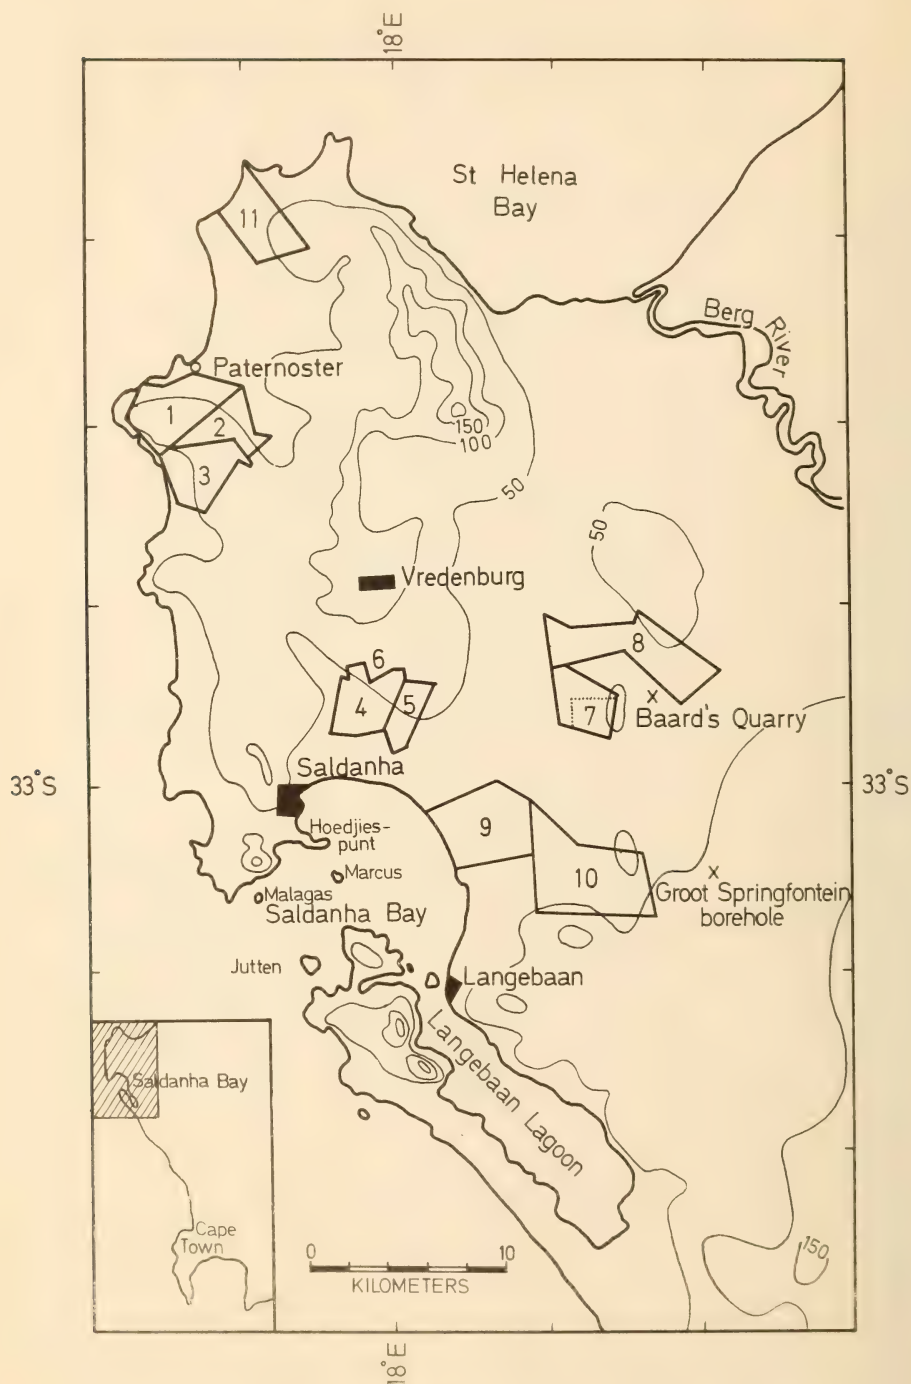 18°E
St Helena
Bay
11
Berg River
Paternoster
1
2
3
150
100
50
50
Vredenburg
8
6
4
5
7
Baard's Quarry
Saldanha
33°S
33°S
Hoedjies-
punt
9
10
Marcus
Malagas
Groot Springfontein
borehole
Saldanha Bay
Jutten
Langebaan
Langebaan Lagoon
Saldanha Bay
Cape
Town
0 10
KILOMETERS
150
18°E